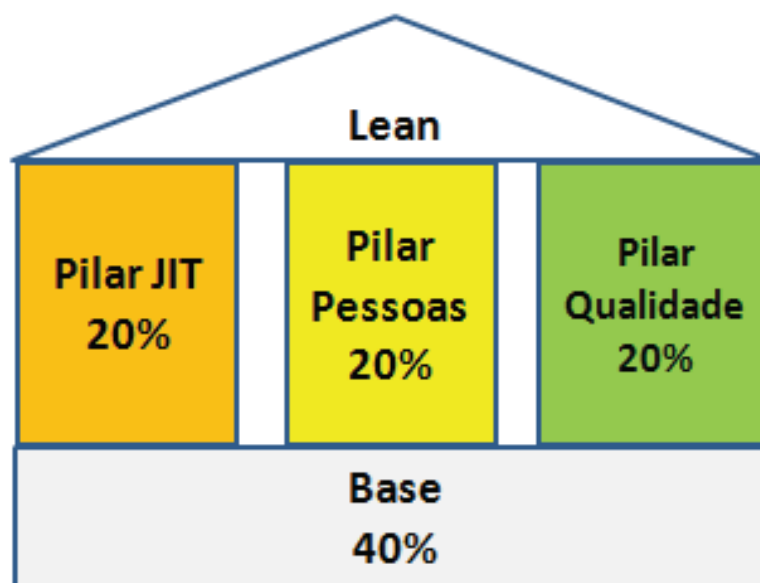 Lean
Pilar JIT
20%
Pilar
Pessoas
20%
Pilar
Qualidade
20%
Base
40%